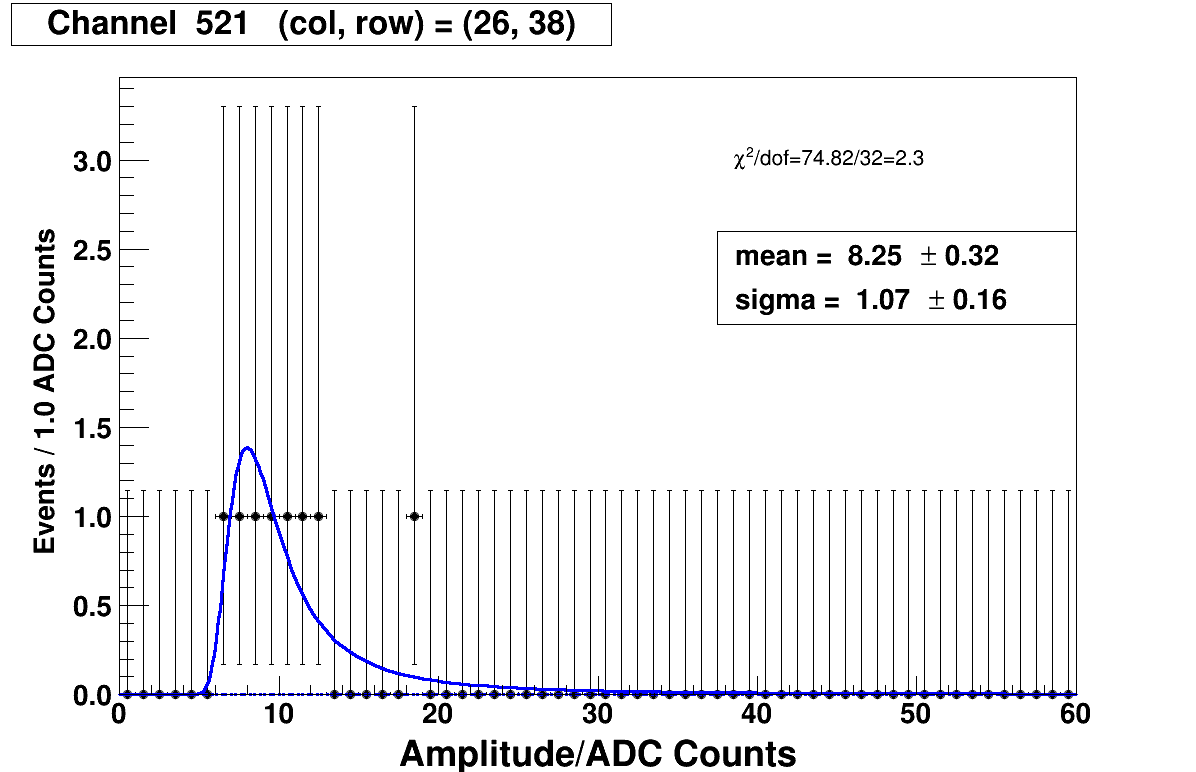 Channel 521 (col, row) = (26, 38)
χ²/dof=74.82/32=2.3
mean = 8.25 ± 0.32
sigma = 1.07 ± 0.16
Events / 1.0 ADC Counts
3.0
2.5
2.0
1.5
1.0
0.5
0.0
0 10 20 30 40 50 60
Amplitude/ADC Counts